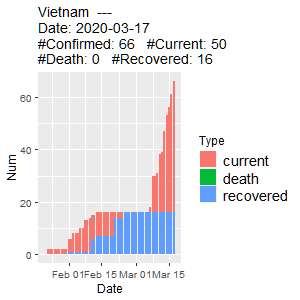 Vietnam  ---
Date: 2020-03-17
#Confirmed: 66   #Current: 50
#Death: 0   #Recovered: 16
Num
60
40
20
0
Feb 01 Feb 15 Mar 01 Mar 15
Date
Type
current
death
recovered